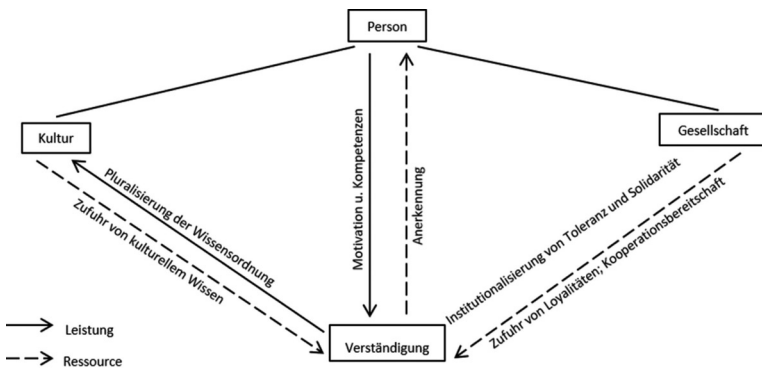 Person
Kultur
Gesellschaft
Pluralisierung der Wissensordnung
Zufuhr von kulturellem Wissen
Motivation u. Kompetenzen
Anerkennung
Institutionalisierung von Toleranz und Solidarität
Zufuhr von Loyalitäten; Kooperationsbereitschaft
Verständigung
Leistung
Ressource